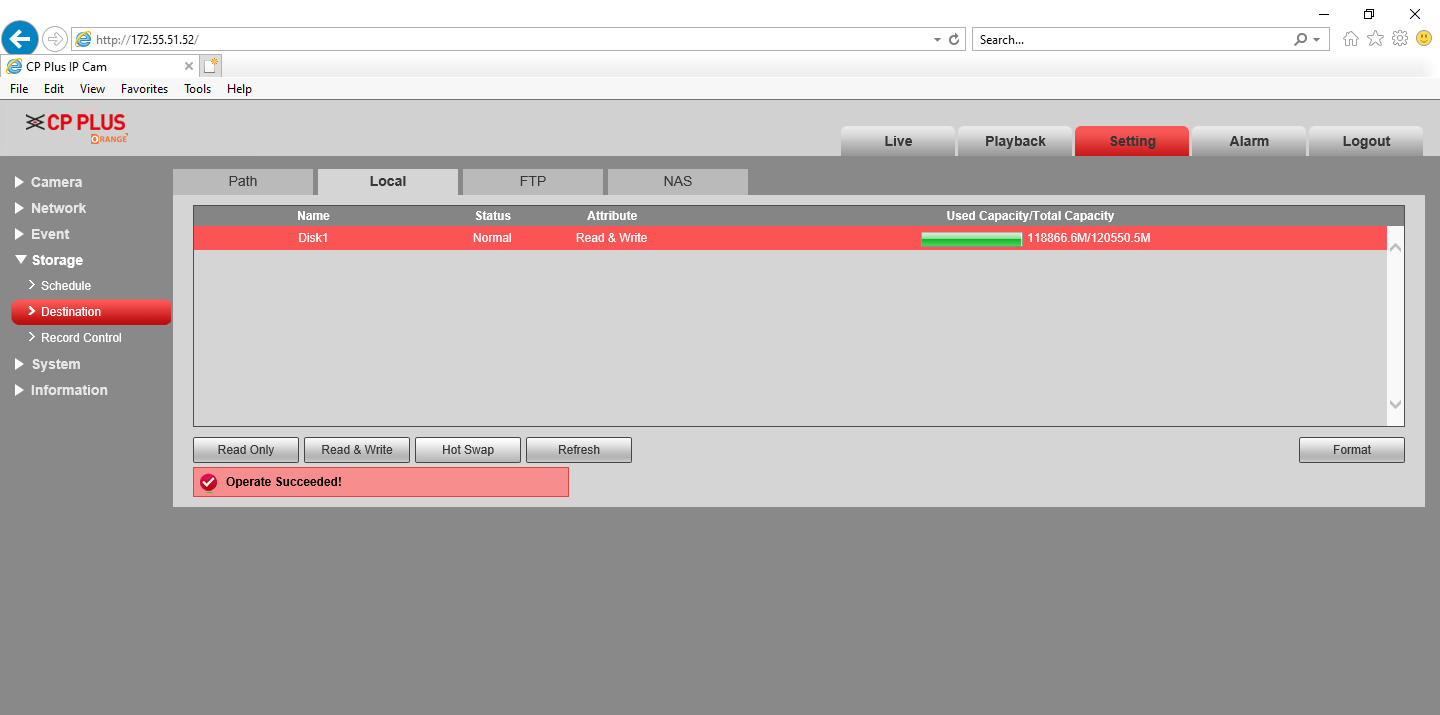 http://172.55.51.52/
Search...
CP Plus IP Cam
File Edit View Favorites Tools Help
CP PLUS
ORANGE
Live Playback Setting Alarm Logout
Camera
Network
Event
Storage
Schedule
Destination
Record Control
System
Information
Path Local FTP NAS
Name Status Attribute Used Capacity/Total Capacity
Disk1 Normal Read & Write 118866.6M/120550.5M
Read Only Read & Write Hot Swap Refresh Format
Operate Succeeded!